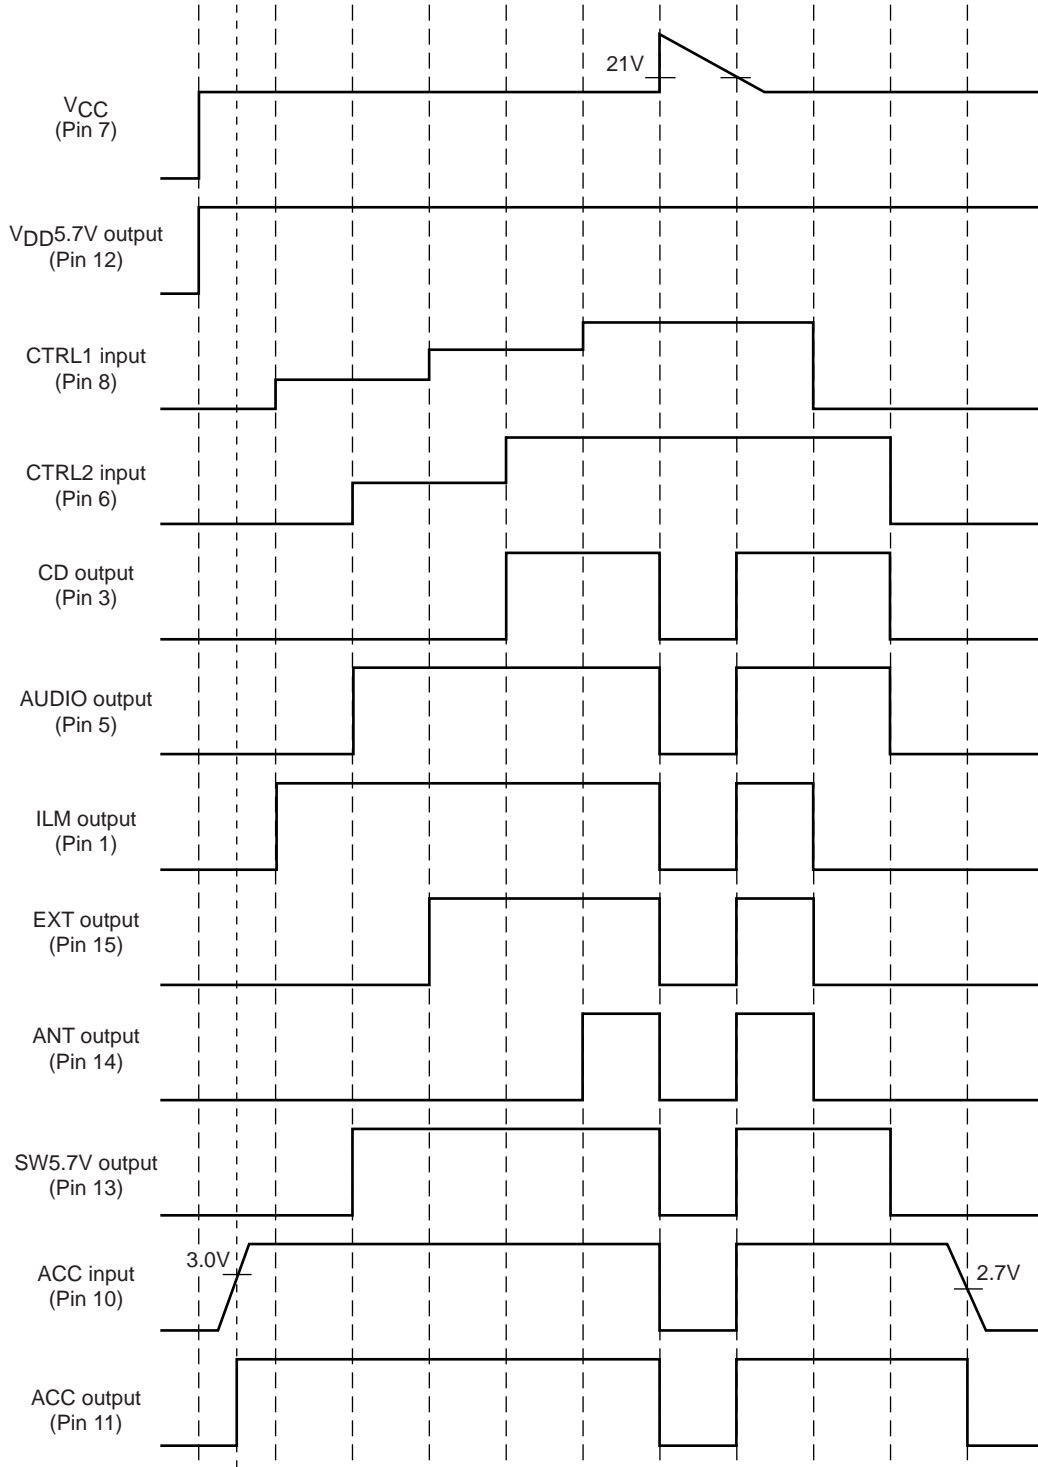 21V
VCC
(Pin 7)
VDD5.7V output
(Pin 12)
CTRL1 input
(Pin 8)
CTRL2 input
(Pin 6)
CD output
(Pin 3)
AUDIO output
(Pin 5)
ILM output
(Pin 1)
EXT output
(Pin 15)
ANT output
(Pin 14)
SW5.7V output
(Pin 13)
3.0V
ACC input
(Pin 10)
2.7V
ACC output
(Pin 11)